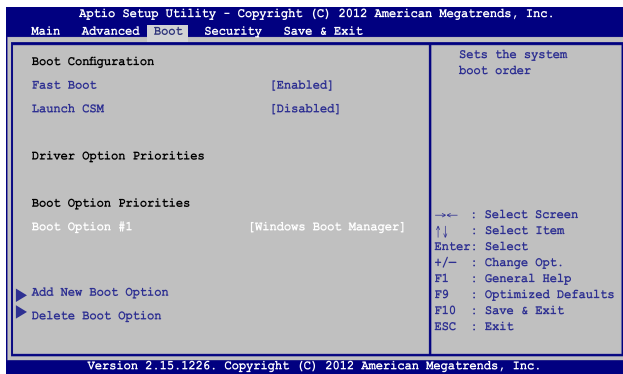 Aptio Setup Utility - Copyright (C) 2012 American Megatrends, Inc.
Main Advanced Boot Security Save & Exit
Boot Configuration
Fast Boot [Enabled]
Launch CSM [Disabled]
Driver Option Priorities
Boot Option Priorities
Boot Option #1 [Windows Boot Manager]
Add New Boot Option
Delete Boot Option
Sets the system
boot order
→← : Select Screen
↑↓ : Select Item
Enter: Select
+/— : Change Opt.
F1 : General Help
F9 : Optimized Defaults
F10 : Save & Exit
ESC : Exit
Version 2.15.1226. Copyright (C) 2012 American Megatrends, Inc.